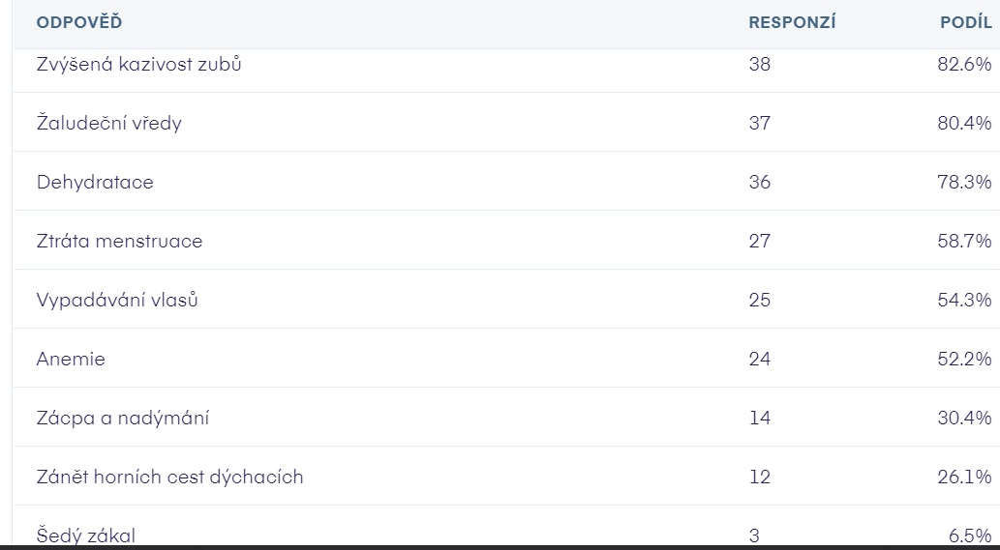 ODPOVĚĎ RESPONZÍ PODÍL
Zvýšená kazivost zubů 38 82.6%
Žaludeční vředy 37 80.4%
Dehydratace 36 78.3%
Ztráta menstruace 27 58.7%
Vypadávání vlasů 25 54.3%
Anemie 24 52.2%
Zácpa a nadýmání 14 30.4%
Zánět horních cest dýchacích 12 26.1%
Šedý zákal 3 6.5%